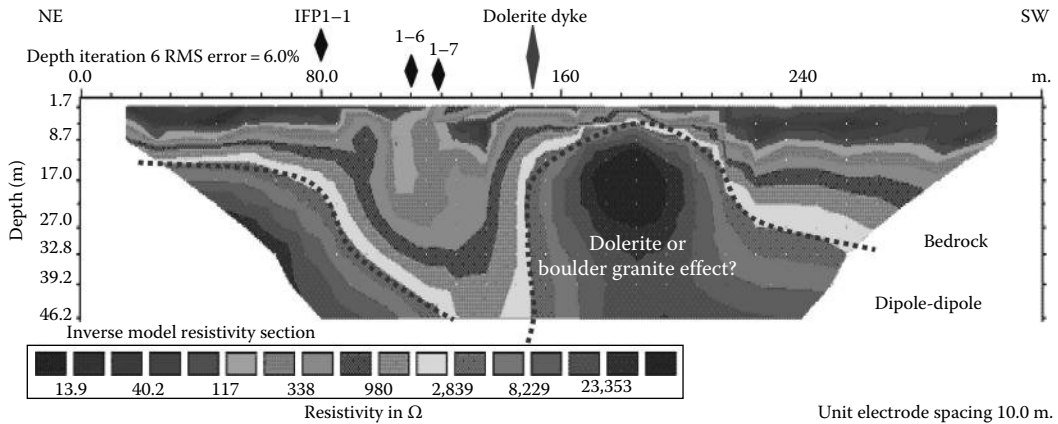 NE IFP1–1 Dolerite dyke SW
1–6
1–7
Depth iteration 6 RMS error = 6.0%
0.0 80.0 160 240 m.
1.7
8.7
17.0
27.0
32.8
39.2
46.2
Depth (m)
Dolerite or
boulder granite effect?
Bedrock
Dipole-dipole
Inverse model resistivity section
13.9 40.2 117 338 980 2,839 8,229 23,353
Resistivity in Ω
Unit electrode spacing 10.0 m.